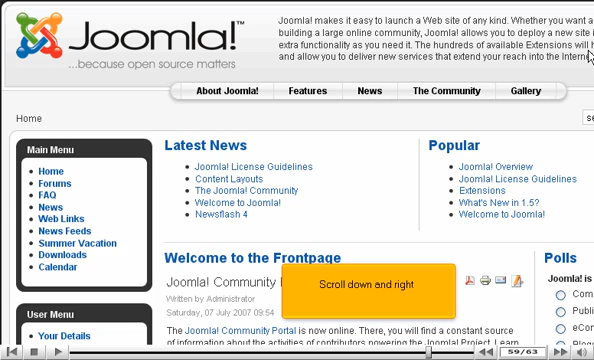 Joomla!™
...because open source matters
Joomla! makes it easy to launch a Web site of any kind. Whether you want a
building a large online community, Joomla! allows you to deploy a new site
extra functionality as you need it. The hundreds of available Extensions will
and allow you to deliver new services that extend your reach into the
About Joomla! Features News The Community Gallery
Home
Main Menu
Home
Forums
FAQ
News
Web Links
News Feeds
Summer Vacation
Downloads
Calendar
User Menu
Your Details
Latest News
Joomla! License Guidelines
Content Layouts
The Joomla! Community
Welcome to Joomla!
Newsflash 4
Popular
Joomla! Overview
Joomla! License Guidelines
Extensions
What's New in 1.5?
Welcome to Joomla!
Welcome to the Frontpage
Joomla! Community
Written by Administrator
Saturday, 07 July 2007 09:54
The Joomla! Community Portal is now online. There, you will find a constant source
of information about the activities of contributors powering the Joomla! Project. Learn
Scroll down and right
Polls
Joomla! is
Com
Publi
eCor
59/63